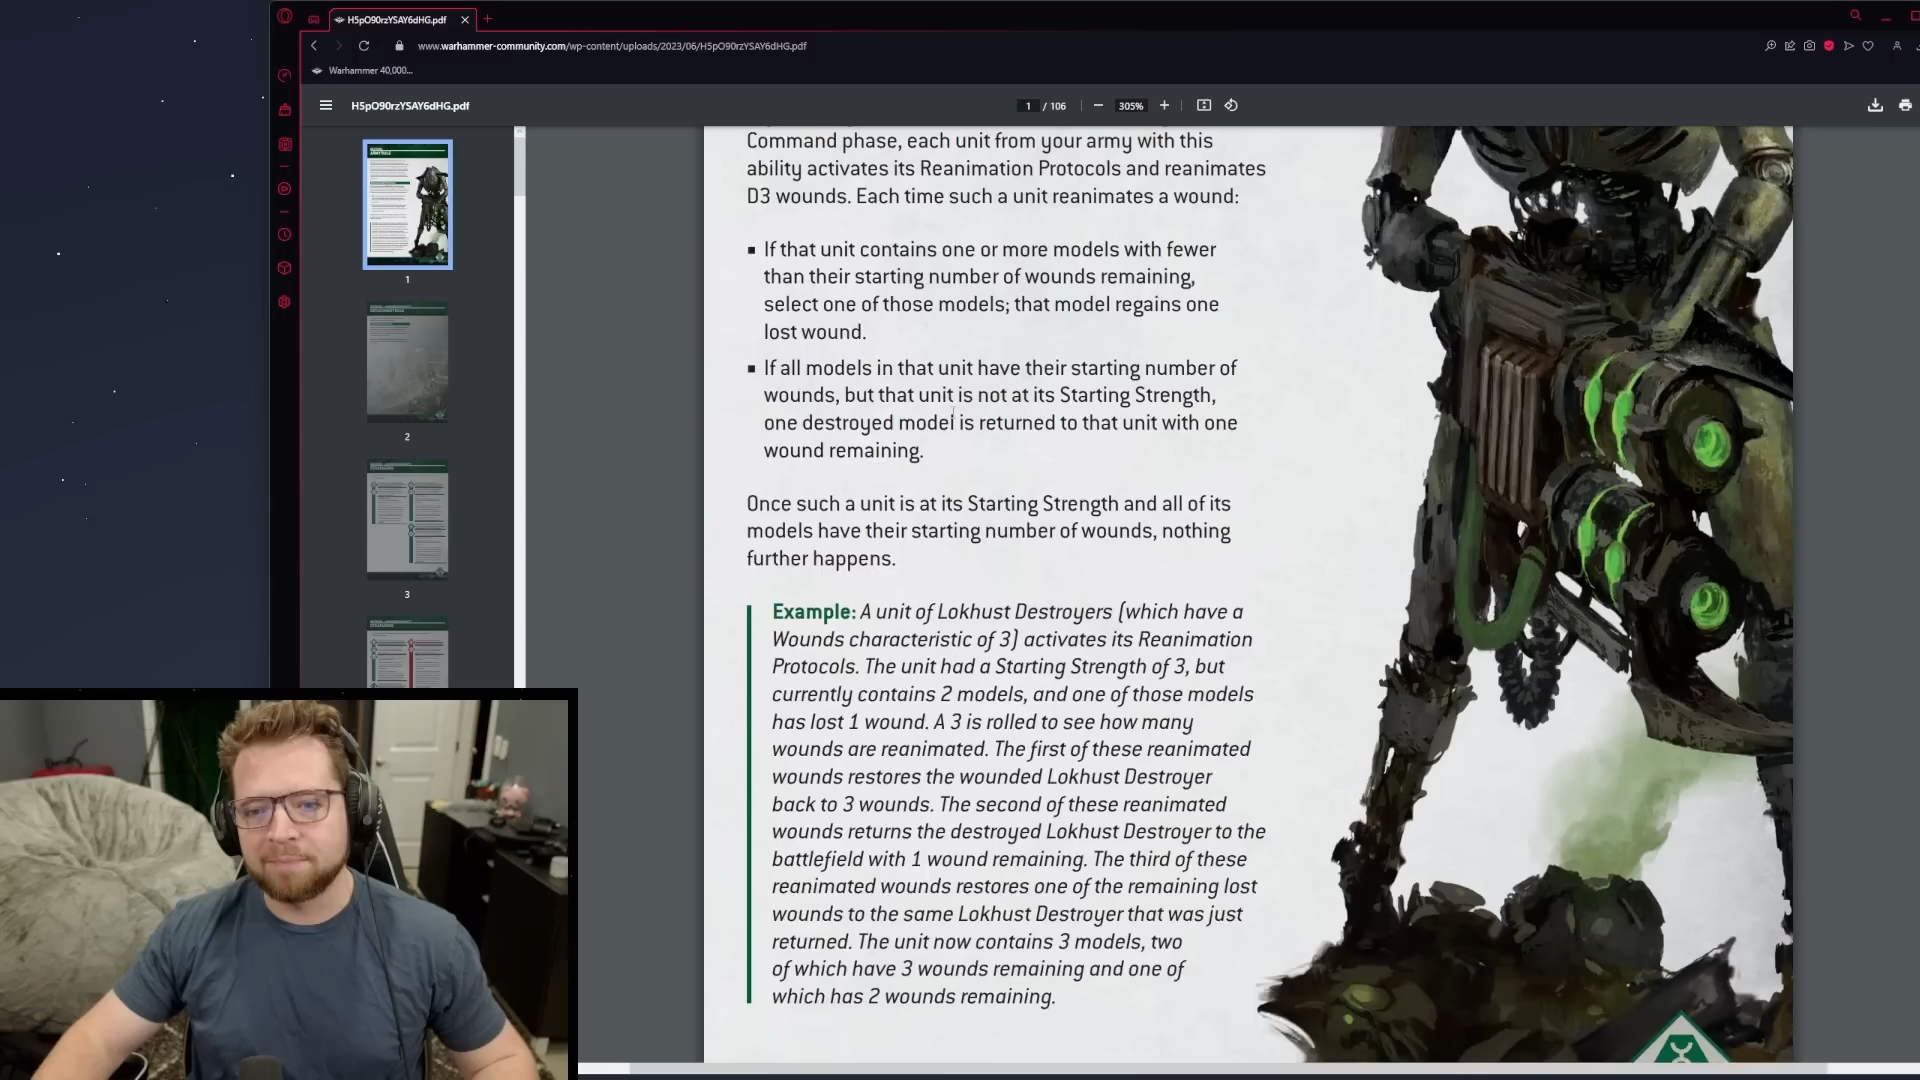 H5pO90rzYSAY6dHG.pdf
www.warhammer-community.com/wp-content/uploads/2023/06/H5pO90rzYSAY6dHG.pdf
Warhammer 40,000...
H5pO90rzYSAY6dHG.pdf
1 / 106
305%
1
2
3
Command phase, each unit from your army with this
ability activates its Reanimation Protocols and reanimates
D3 wounds. Each time such a unit reanimates a wound:
▪ If that unit contains one or more models with fewer
than their starting number of wounds remaining,
select one of those models; that model regains one
lost wound.
▪ If all models in that unit have their starting number of
wounds, but that unit is not at its Starting Strength,
one destroyed model is returned to that unit with one
wound remaining.
Once such a unit is at its Starting Strength and all of its
models have their starting number of wounds, nothing
further happens.
Example: A unit of Lokhust Destroyers (which have a
Wounds characteristic of 3) activates its Reanimation
Protocols. The unit had a Starting Strength of 3, but
currently contains 2 models, and one of those models
has lost 1 wound. A 3 is rolled to see how many
wounds are reanimated. The first of these reanimated
wounds restores the wounded Lokhust Destroyer
back to 3 wounds. The second of these reanimated
wounds returns the destroyed Lokhust Destroyer to the
battlefield with 1 wound remaining. The third of these
reanimated wounds restores one of the remaining lost
wounds to the same Lokhust Destroyer that was just
returned. The unit now contains 3 models, two
of which have 3 wounds remaining and one of
which has 2 wounds remaining.